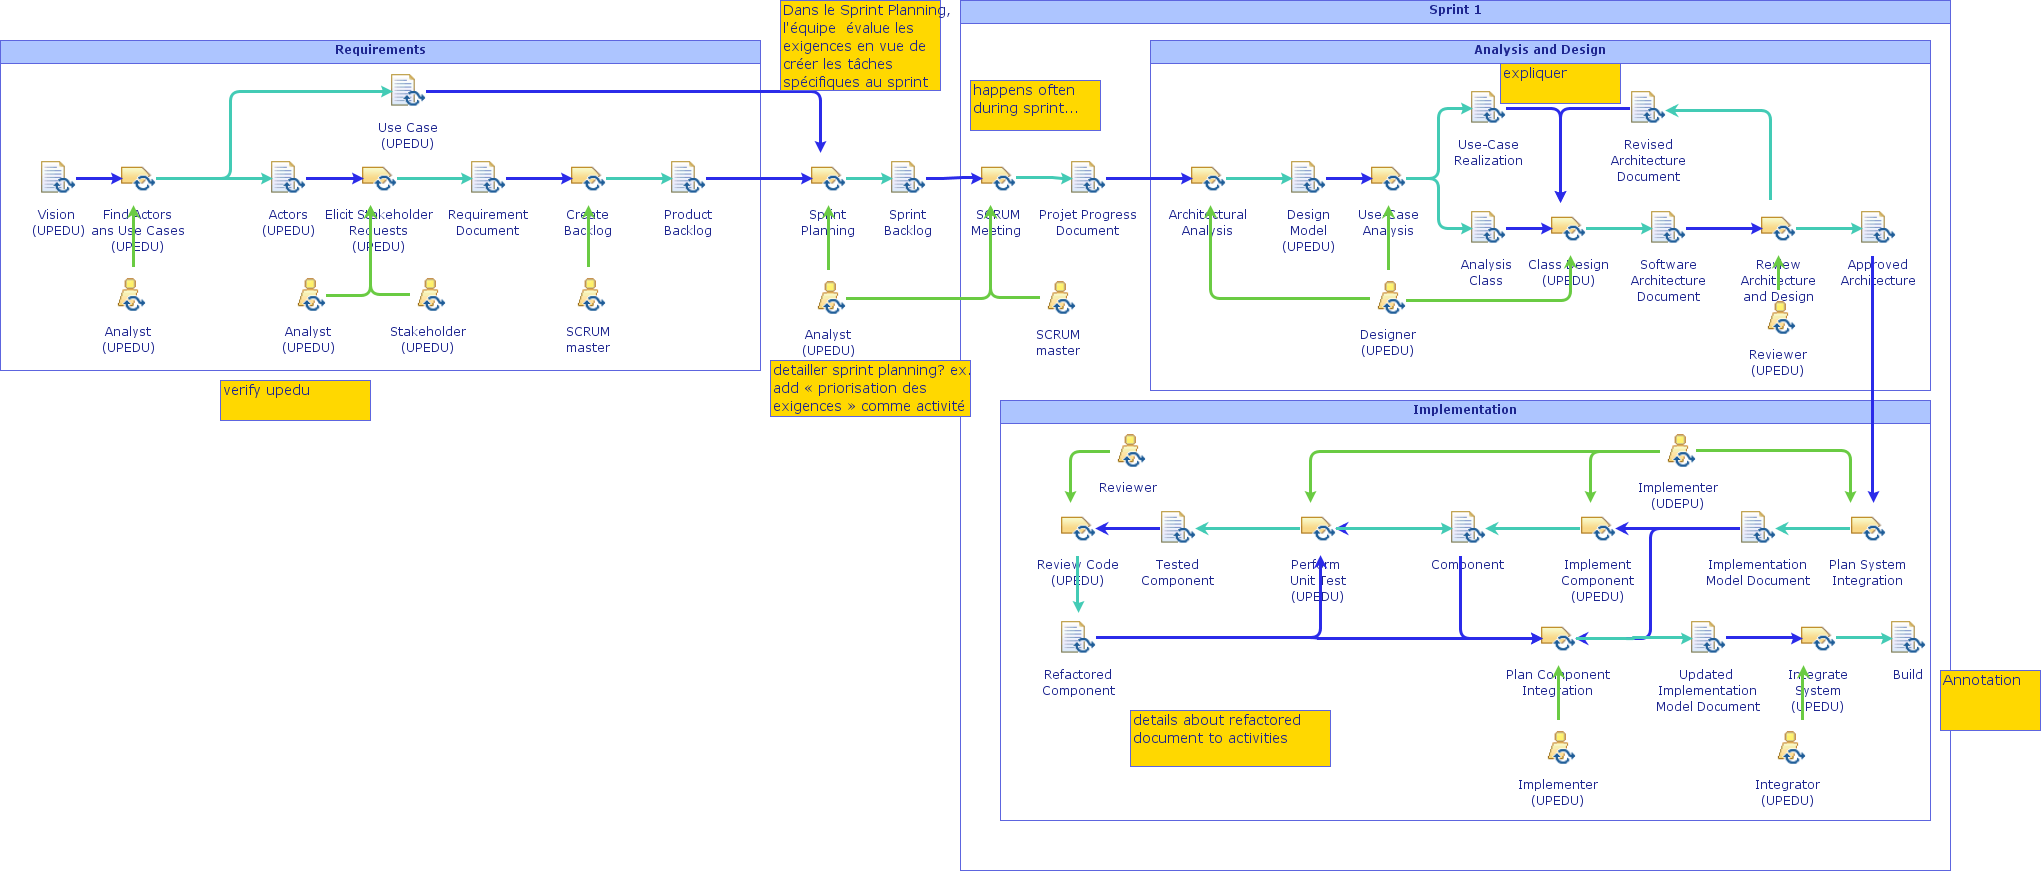 Dans le Sprint Planning,
l'équipe  évalue les
exigences en vue de
créer les tâches
spécifiques au sprint
Sprint 1
Requirements
Analysis and Design
expliquer
happens often
during sprint...
Use Case
(UPEDU)
Use-Case
Realization
Revised
Architecture
Document
Vision
(UPEDU)
Find Actors
ans Use Cases
(UPEDU)
Actors
(UPEDU)
Elicit Stakeholder
Requests
(UPEDU)
Requirement
Document
Create
Backlog
Product
Backlog
Sprint
Planning
Sprint
Backlog
SCRUM
Meeting
Projet Progress
Document
Architectural
Analysis
Design
Model
(UPEDU)
Use-Case
Analysis
Analysis
Class
Class Design
(UPEDU)
Software
Architecture
Document
Review
Architecture
and Design
Approved
Architecture
Analyst
(UPEDU)
Analyst
(UPEDU)
Stakeholder
(UPEDU)
SCRUM
master
Analyst
(UPEDU)
SCRUM
master
Designer
(UPEDU)
Reviewer
(UPEDU)
verify upedu
detailler sprint planning? ex.
add « priorisation des
exigences » comme activité
Implementation
Reviewer
Implementer
(UDEPU)
Review Code
(UPEDU)
Tested
Component
Perform
Unit Test
(UPEDU)
Component
Implement
Component
(UPEDU)
Implementation
Model Document
Plan System
Integration
Refactored
Component
Plan Component
Integration
Updated
Implementation
Model Document
Integrate
System
(UPEDU)
Build
Annotation
details about refactored
document to activities
Implementer
(UPEDU)
Integrator
(UPEDU)